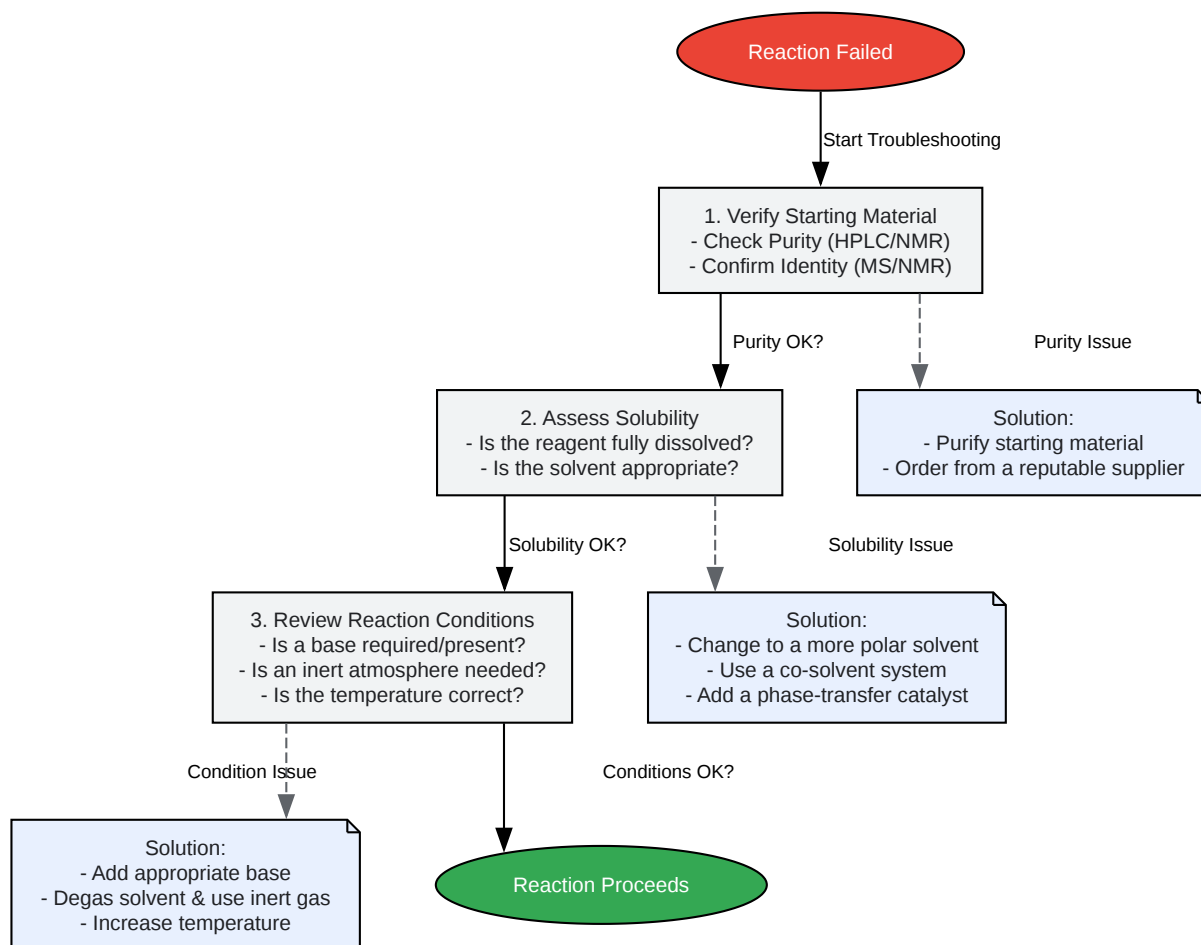 Reaction Failed
Start Troubleshooting
1. Verify Starting Material
- Check Purity (HPLC/NMR)
- Confirm Identity (MS/NMR)
Purity OK?
Purity Issue
2. Assess Solubility
- Is the reagent fully dissolved?
- Is the solvent appropriate?
Solution:
- Purify starting material
- Order from a reputable supplier
Solubility OK?
Solubility Issue
3. Review Reaction Conditions
- Is a base required/present?
- Is an inert atmosphere needed?
- Is the temperature correct?
Solution:
- Change to a more polar solvent
- Use a co-solvent system
- Add a phase-transfer catalyst
Condition Issue
Conditions OK?
Solution:
- Add appropriate base
- Degas solvent & use inert gas
- Increase temperature
Reaction Proceeds